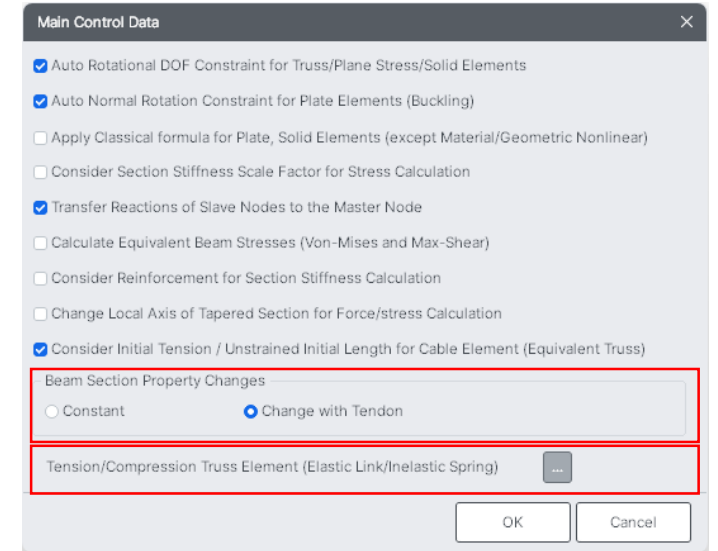 Main Control Data
Auto Rotational DOF Constraint for Truss/Plane Stress/Solid Elements
Auto Normal Rotation Constraint for Plate Elements (Buckling)
Apply Classical formula for Plate, Solid Elements (except Material/Geometric Nonlinear)
Consider Section Stiffness Scale Factor for Stress Calculation
Transfer Reactions of Slave Nodes to the Master Node
Calculate Equivalent Beam Stresses (Von-Mises and Max-Shear)
Consider Reinforcement for Section Stiffness Calculation
Change Local Axis of Tapered Section for Force/stress Calculation
Consider Initial Tension / Unstrained Initial Length for Cable Element (Equivalent Truss)
Beam Section Property Changes
Constant Change with Tendon
Tension/Compression Truss Element (Elastic Link/Inelastic Spring) ...
OK Cancel